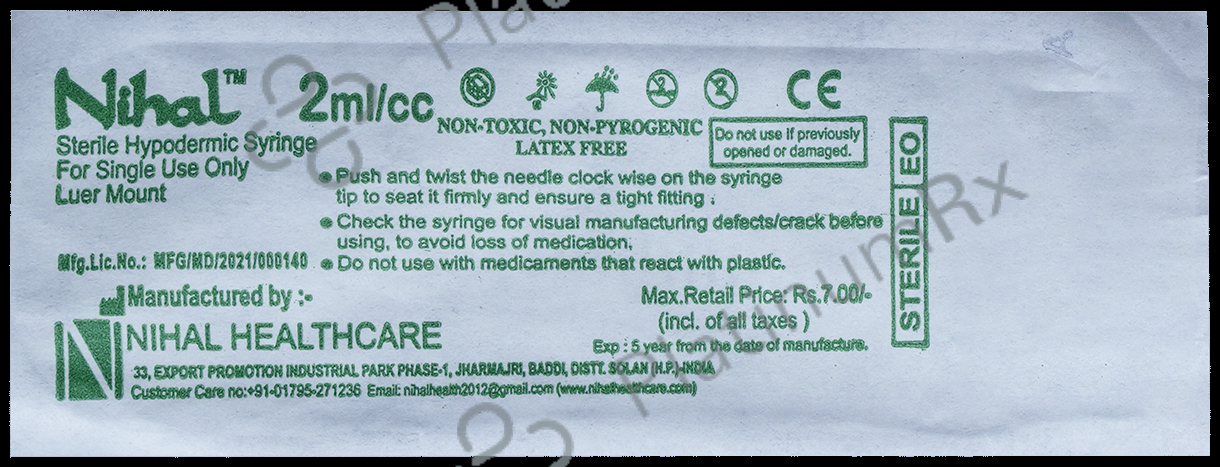 Nihal™ 2ml/cc
CE
Sterile Hypodermic Syringe
For Single Use Only
Luer Mount
NON-TOXIC, NON-PYROGENIC
LATEX FREE
Do not use if previously
opened or damaged.
• Push and twist the needle clock wise on the syringe
tip to seat it firmly and ensure a tight fitting .
• Check the syringe for visual manufacturing defects/crack before
using, to avoid loss of medication.
• Do not use with medicaments that react with plastic.
Mfg.Lic.No.: MFG/MD/2021/000140
Manufactured by :-
N NIHAL HEALTHCARE
33, EXPORT PROMOTION INDUSTRIAL PARK PHASE-1, JHARMAJRI, BADDI, DISTT. SOLAN (H.P.)-INDIA
Customer Care no:+91-01795-271236 Email: nihalhealth2012@gmail.com (www.nihalhealthcare.com)
Max.Retail Price: Rs.7.00/-
(incl. of all taxes )
Exp : 5 year from the date of manufacture.
STERILE EO
PlatinumRx